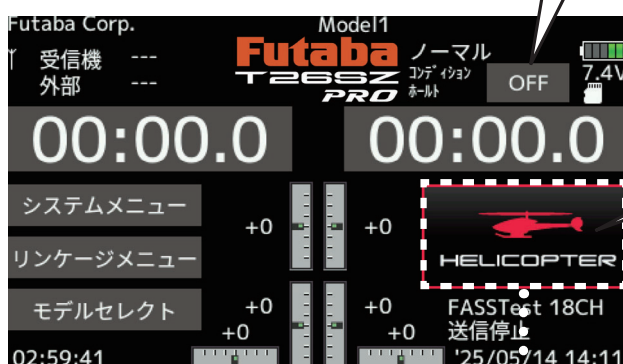 Futaba Corp.
Model1
受信機 ---
外部 ---
Futaba
T26SZ
PRO
ノーマル
コンディション
ホールト
OFF
7.4V
00:00.0
00:00.0
システムメニュー
リンケージメニュー
モデルセレクト
+0
+0
+0
+0
+0
+0
HELICOPTER
FASSTest 18CH
送信停止
02:59:41
'25/05/14 14:11